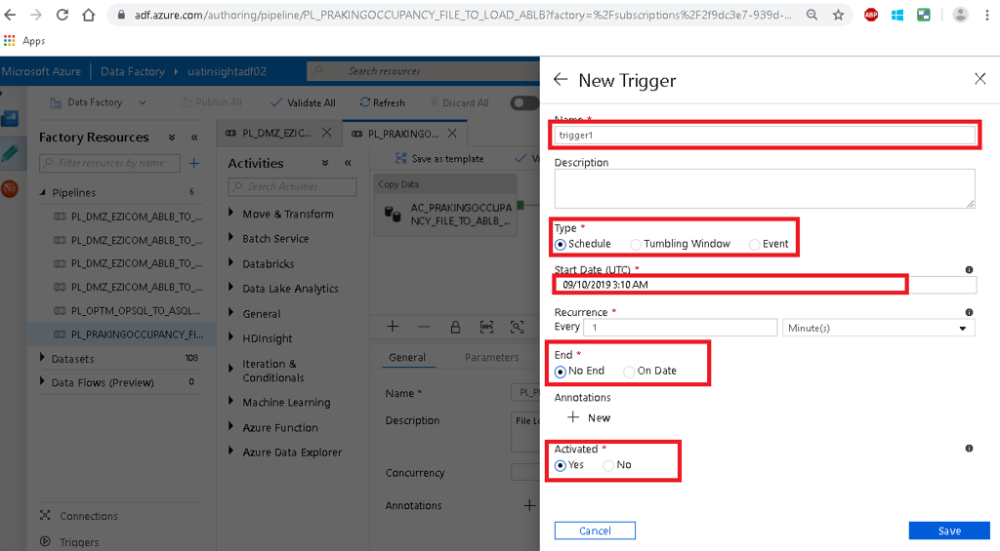 adf.azure.com/authoring/pipeline/PL_PRAKINGOCCUPANCY_FILE_TO_LOAD_ABLB?factory=%2Fsubscriptions%2F2f9dc3e7-939d-...
ABP
Apps
Microsoft Azure
Data Factory
uatinsightadf02
Search resources
Data Factory
Publish All
Validate All
Refresh
Discard All
Factory Resources
Filter resources by name
Pipelines
6
PL_DMZ_EZICOM_ABLB_TO_...
PL_DMZ_EZICOM_ABLB_TO_...
PL_DMZ_EZICOM_ABLB_TO_...
PL_DMZ_EZICOM_ABLB_TO_...
PL_OPTM_OPSQL_TO_ASQL...
PL_PRAKINGOCCUPANCY_FI...
Datasets
108
Data Flows (Preview)
0
Connections
Triggers
PL_DMZ_EZIC...
PL_PRAKINGO...
Activities
Search Activities
Move & Transform
Batch Service
Databricks
Data Lake Analytics
General
HDInsight
Iteration &
Conditionals
Machine Learning
Azure Function
Azure Data Explorer
Save as template
Copy Data
AC_PRAKINGOCCUPA
NCY_FILE_TO_ABLB_...
General
Parameters
Name *
Description
File Lo
Concurrency
Annotations
New Trigger
Name *
trigger1
Description
Type *
Schedule
Tumbling Window
Event
Start Date (UTC) *
09/10/2019 3:10 AM
Recurrence *
Every
1
Minute(s)
End *
No End
On Date
Annotations
New
Activated *
Yes
No
Cancel
Save